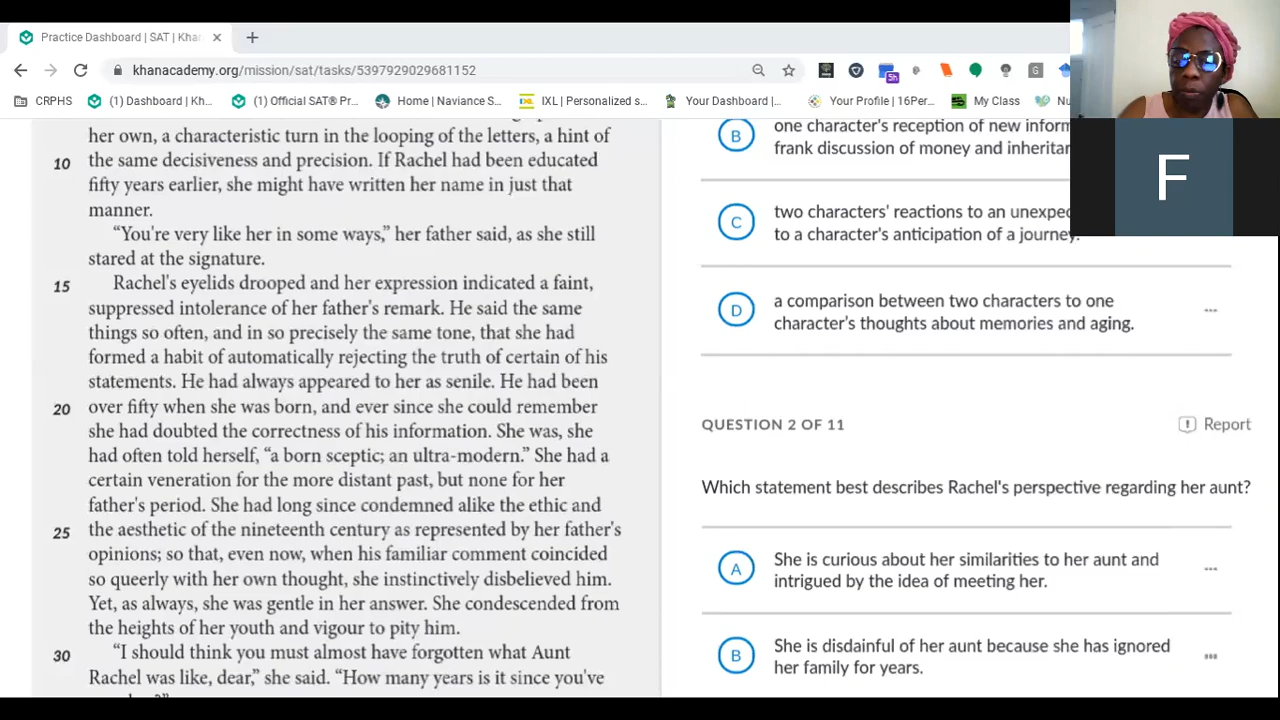 Practice Dashboard | SAT | Khan
khanacademy.org/mission/sat/tasks/5397929029681152
5h
G
CRPHS
(1) Dashboard | Kh...
(1) Official SAT® Pr...
Home | Naviance S...
IXL | Personalized s...
Your Dashboard |...
Your Profile | 16Per...
My Class
her own, a characteristic turn in the looping of the letters, a hint of
10 the same decisiveness and precision. If Rachel had been educated
fifty years earlier, she might have written her name in just that
manner.
“You're very like her in some ways,” her father said, as she still
stared at the signature.
15 Rachel's eyelids drooped and her expression indicated a faint,
suppressed intolerance of her father's remark. He said the same
things so often, and in so precisely the same tone, that she had
formed a habit of automatically rejecting the truth of certain of his
statements. He had always appeared to her as senile. He had been
20 over fifty when she was born, and ever since she could remember
she had doubted the correctness of his information. She was, she
had often told herself, “a born sceptic; an ultra-modern.” She had a
certain veneration for the more distant past, but none for her
father's period. She had long since condemned alike the ethic and
25 the aesthetic of the nineteenth century as represented by her father's
opinions; so that, even now, when his familiar comment coincided
so queerly with her own thought, she instinctively disbelieved him.
Yet, as always, she was gentle in her answer. She condescended from
the heights of her youth and vigour to pity him.
30 “I should think you must almost have forgotten what Aunt
Rachel was like, dear,” she said. “How many years is it since you've
B one character's reception of new
frank discussion of money and
C two characters' reactions to an
to a character's anticipation of a journey.
D a comparison between two characters to one
character's thoughts about memories and aging.
QUESTION 2 OF 11
Report
Which statement best describes Rachel's perspective regarding her aunt?
A She is curious about her similarities to her aunt and
intrigued by the idea of meeting her.
B She is disdainful of her aunt because she has ignored
her family for years.
F